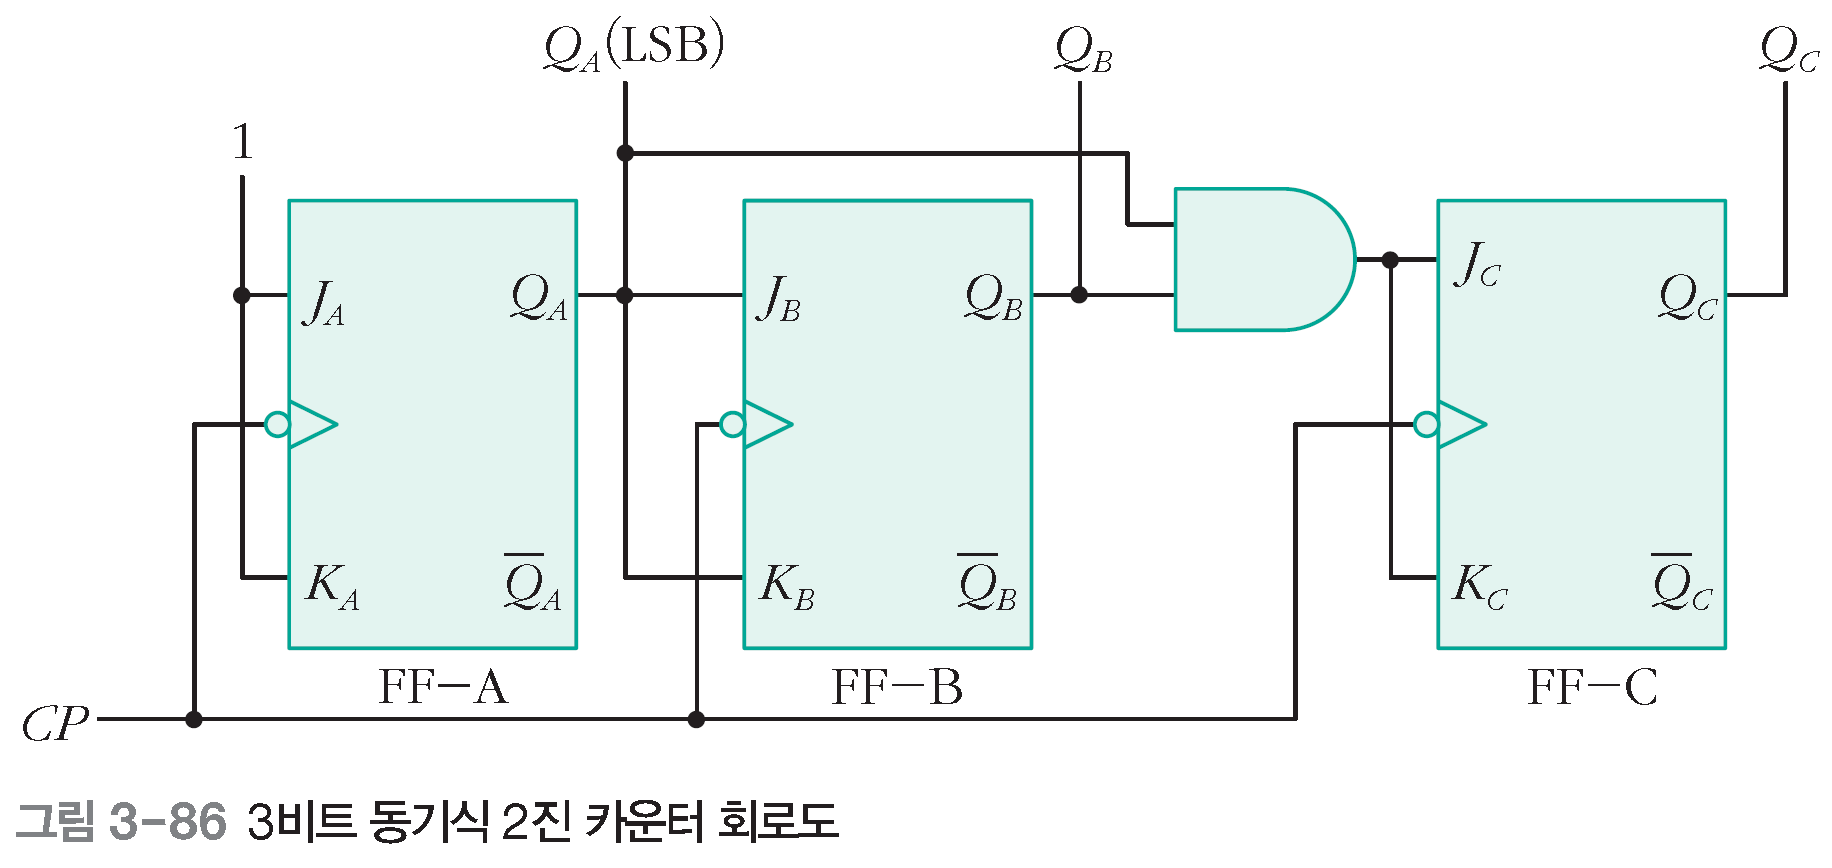 Q_A(LSB) Q_B Q_C
1
J_A Q_A J_B Q_B J_C Q_C
K_A Q̅_A K_B Q̅_B K_C Q̅_C
FF-A FF-B FF-C
CP
그림 3-86 3비트 동기식 2진 카운터 회로도